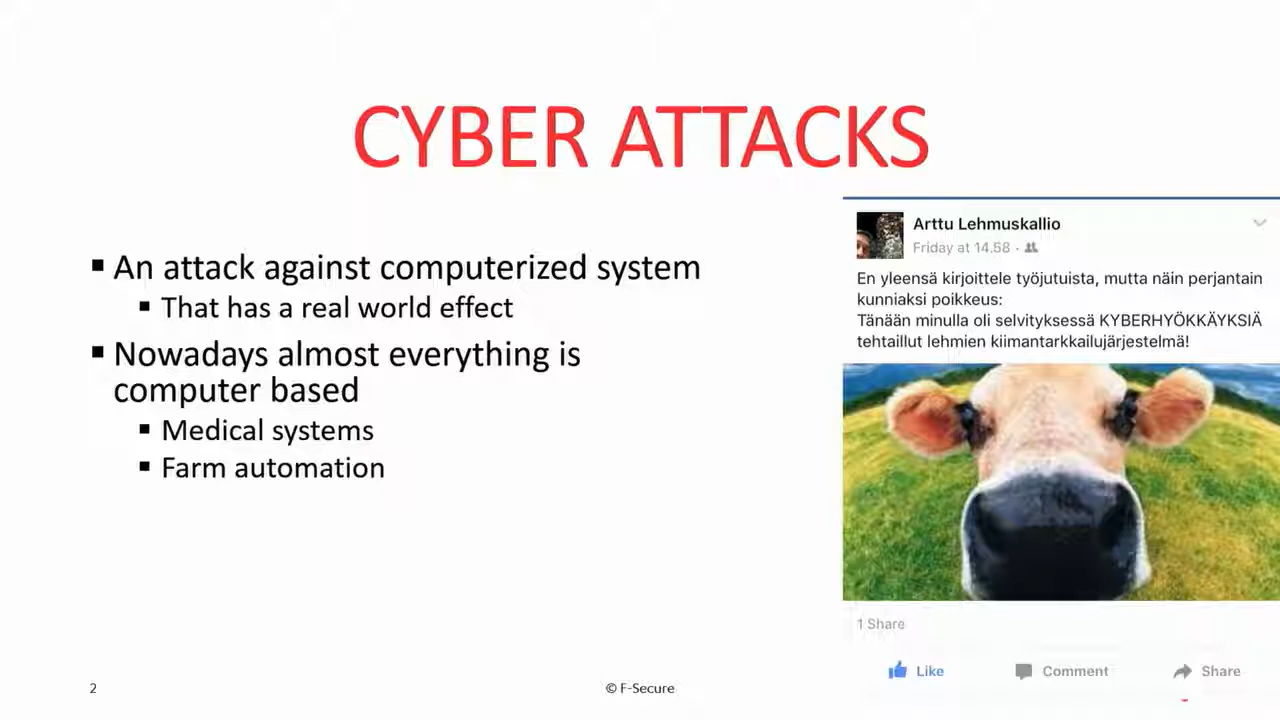 CYBER ATTACKS
▪ An attack against computerized system
▪ That has a real world effect
▪ Nowadays almost everything is
computer based
▪ Medical systems
▪ Farm automation
Arttu Lehmuskallio
Friday at 14.58 ·
En yleensä kirjoittele työjutuista, mutta näin perjantain
kunniaksi poikkeus:
Tänään minulla oli selvityksessä KYBERHYÖKKÄYKSIÄ
tehtaillut lehmien kiimantarkkailujärjestelmä!
1 Share
Like Comment Share
2
© F-Secure